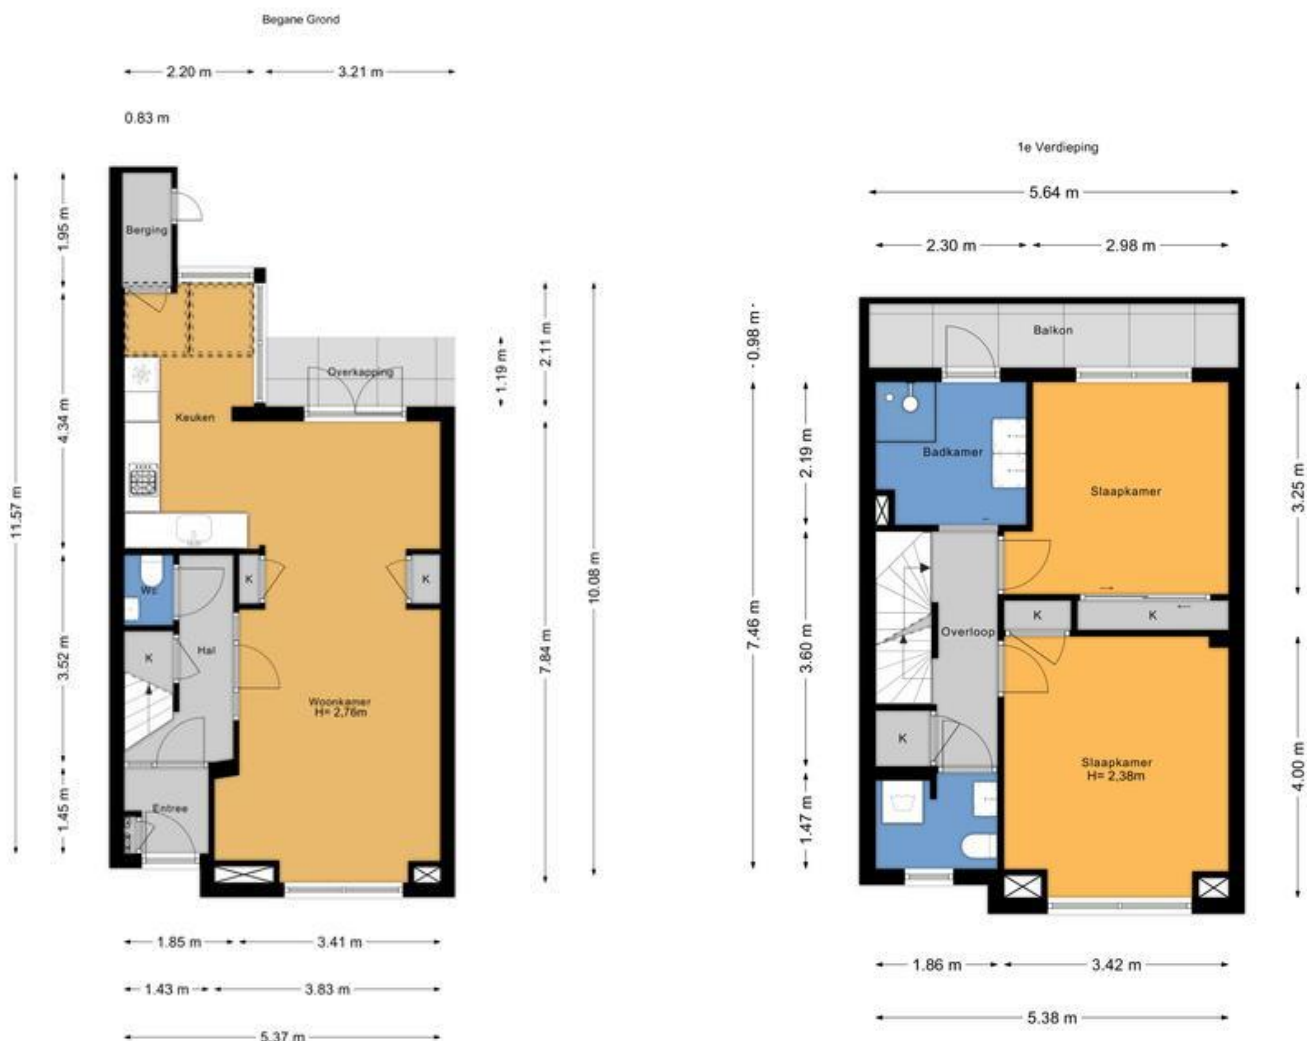 Begane Grond
2.20 m
3.21 m
0.83 m
11.57 m
1.95 m
4.34 m
3.52 m
1.45 m
Berging
Keuken
Overkapping
1.19 m
2.11 m
10.08 m
7.84 m
Wc
K
K
K
Hal
Woonkamer
H= 2,76m
Entree
1.85 m
3.41 m
1.43 m
3.83 m
5.37 m
1e Verdieping
5.64 m
2.30 m
2.98 m
0.98 m
7.46 m
2.19 m
3.60 m
1.47 m
Balkon
Badkamer
Slaapkamer
3.25 m
Overloop
K
K
K
Slaapkamer
H= 2,38m
4.00 m
1.86 m
3.42 m
5.38 m